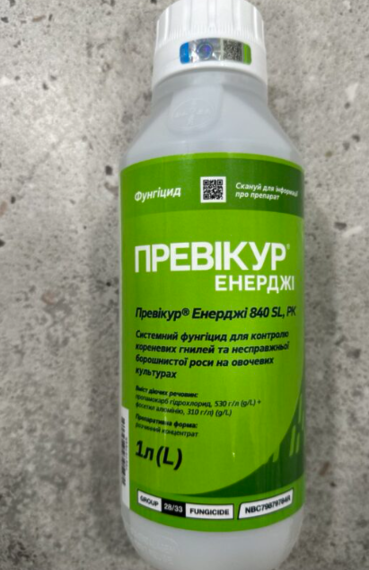 Фунгіцид
Скануй для інформації
про препарат
ПРЕВІКУР®
ЕНЕРДЖІ
Превікур® Енерджі 840 SL, РК
Системний фунгіцид для контролю
кореневих гнилей та несправжньої
борошнистої роси на овочевих
культурах
Вміст діючих речовин:
пропамокарб гідрохлорид, 530 г/л (g/L) +
фосетил алюмінію, 310 г/л (g/L)
Препаративна форма:
розчинний концентрат
1л(L)
GROUP 28/33 FUNGICIDE